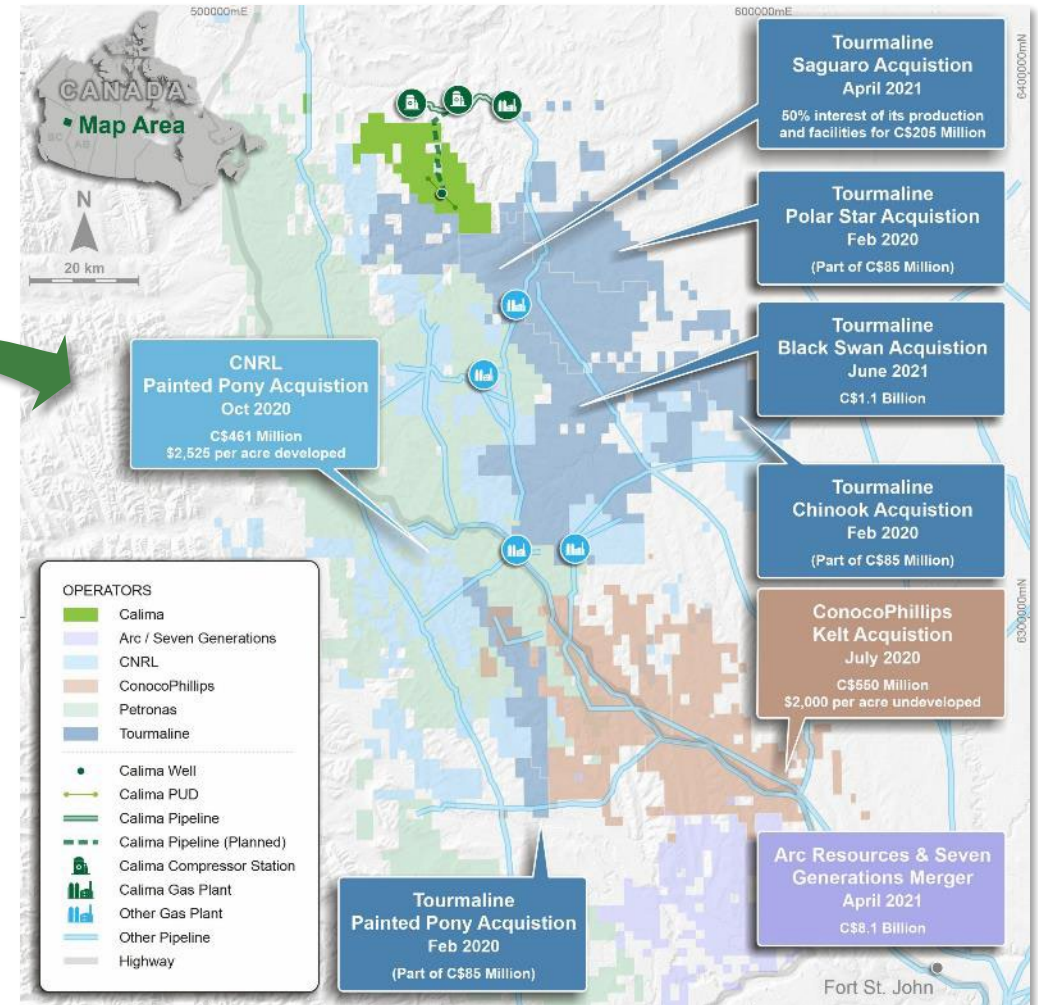 500000mE
600000mE
6400000mN
6300000mN
CANADA
Map Area
BC
AB
N
20 km
Tourmaline
Saguaro Acquistion
April 2021
50% interest of its production
and facilities for C$205 Million
Tourmaline
Polar Star Acquistion
Feb 2020
(Part of C$85 Million)
Tourmaline
Black Swan Acquistion
June 2021
C$1.1 Billion
CNRL
Painted Pony Acquistion
Oct 2020
C$461 Million
$2,525 per acre developed
Tourmaline
Chinook Acquistion
Feb 2020
(Part of C$85 Million)
ConocoPhillips
Kelt Acquistion
July 2020
C$550 Million
$2,000 per acre undeveloped
OPERATORS
Calima
Arc / Seven Generations
CNRL
ConocoPhillips
Petronas
Tourmaline
Calima Well
Calima PUD
Calima Pipeline
Calima Pipeline (Planned)
Calima Compressor Station
Calima Gas Plant
Other Gas Plant
Other Pipeline
Highway
Tourmaline
Painted Pony Acquistion
Feb 2020
(Part of C$85 Million)
Arc Resources & Seven
Generations Merger
April 2021
C$8.1 Billion
Fort St. John